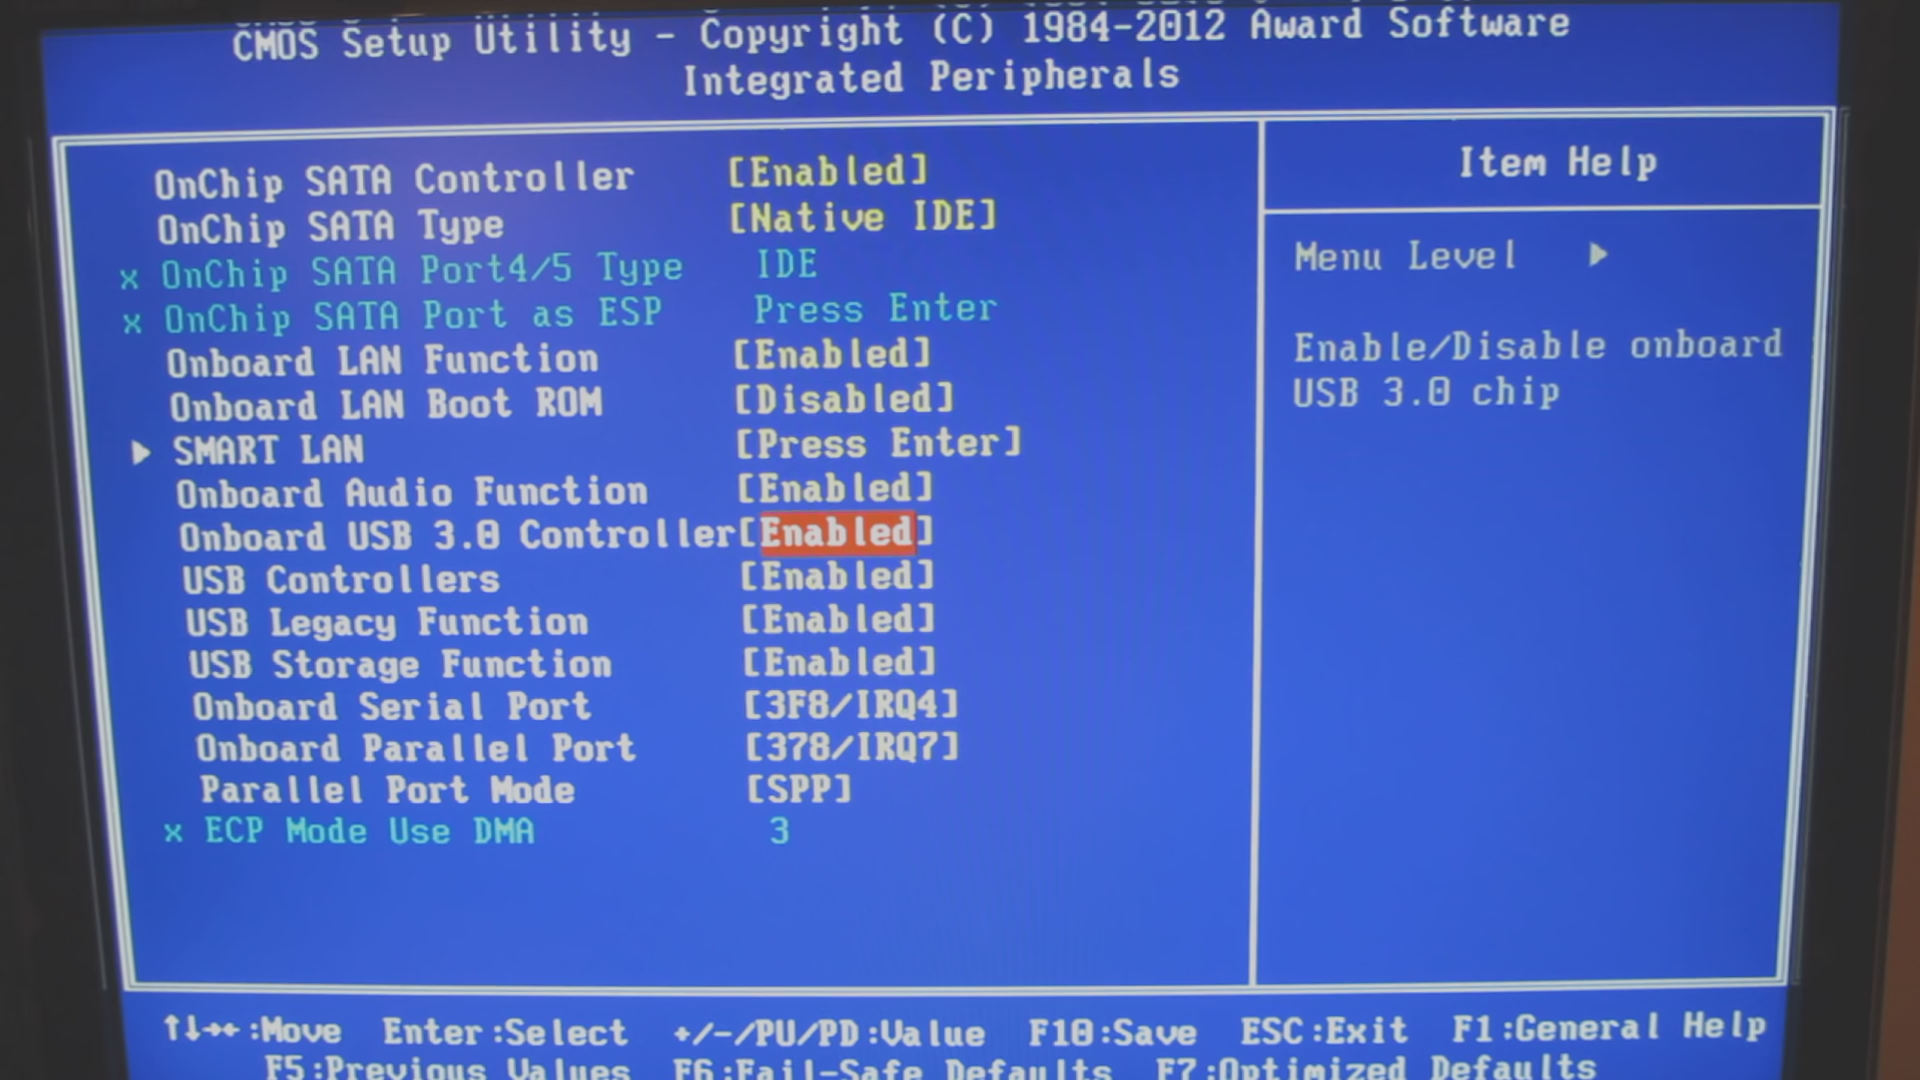 CMOS Setup Utility - Copyright (C) 1984-2012 Award Software
Integrated Peripherals
OnChip SATA Controller [Enabled]
OnChip SATA Type [Native IDE]
x OnChip SATA Port4/5 Type IDE
x OnChip SATA Port as ESP Press Enter
Onboard LAN Function [Enabled]
Onboard LAN Boot ROM [Disabled]
► SMART LAN [Press Enter]
Onboard Audio Function [Enabled]
Onboard USB 3.0 Controller[Enabled]
USB Controllers [Enabled]
USB Legacy Function [Enabled]
USB Storage Function [Enabled]
Onboard Serial Port [3F8/IRQ4]
Onboard Parallel Port [378/IRQ7]
Parallel Port Mode [SPP]
x ECP Mode Use DMA 3
Item Help
Menu Level ►
Enable/Disable onboard
USB 3.0 chip
↑↓→←:Move Enter:Select +/-/PU/PD:Value F10:Save ESC:Exit F1:General Help
F5:Previous Values F6:Fail-Safe Defaults F7:Optimized Defaults